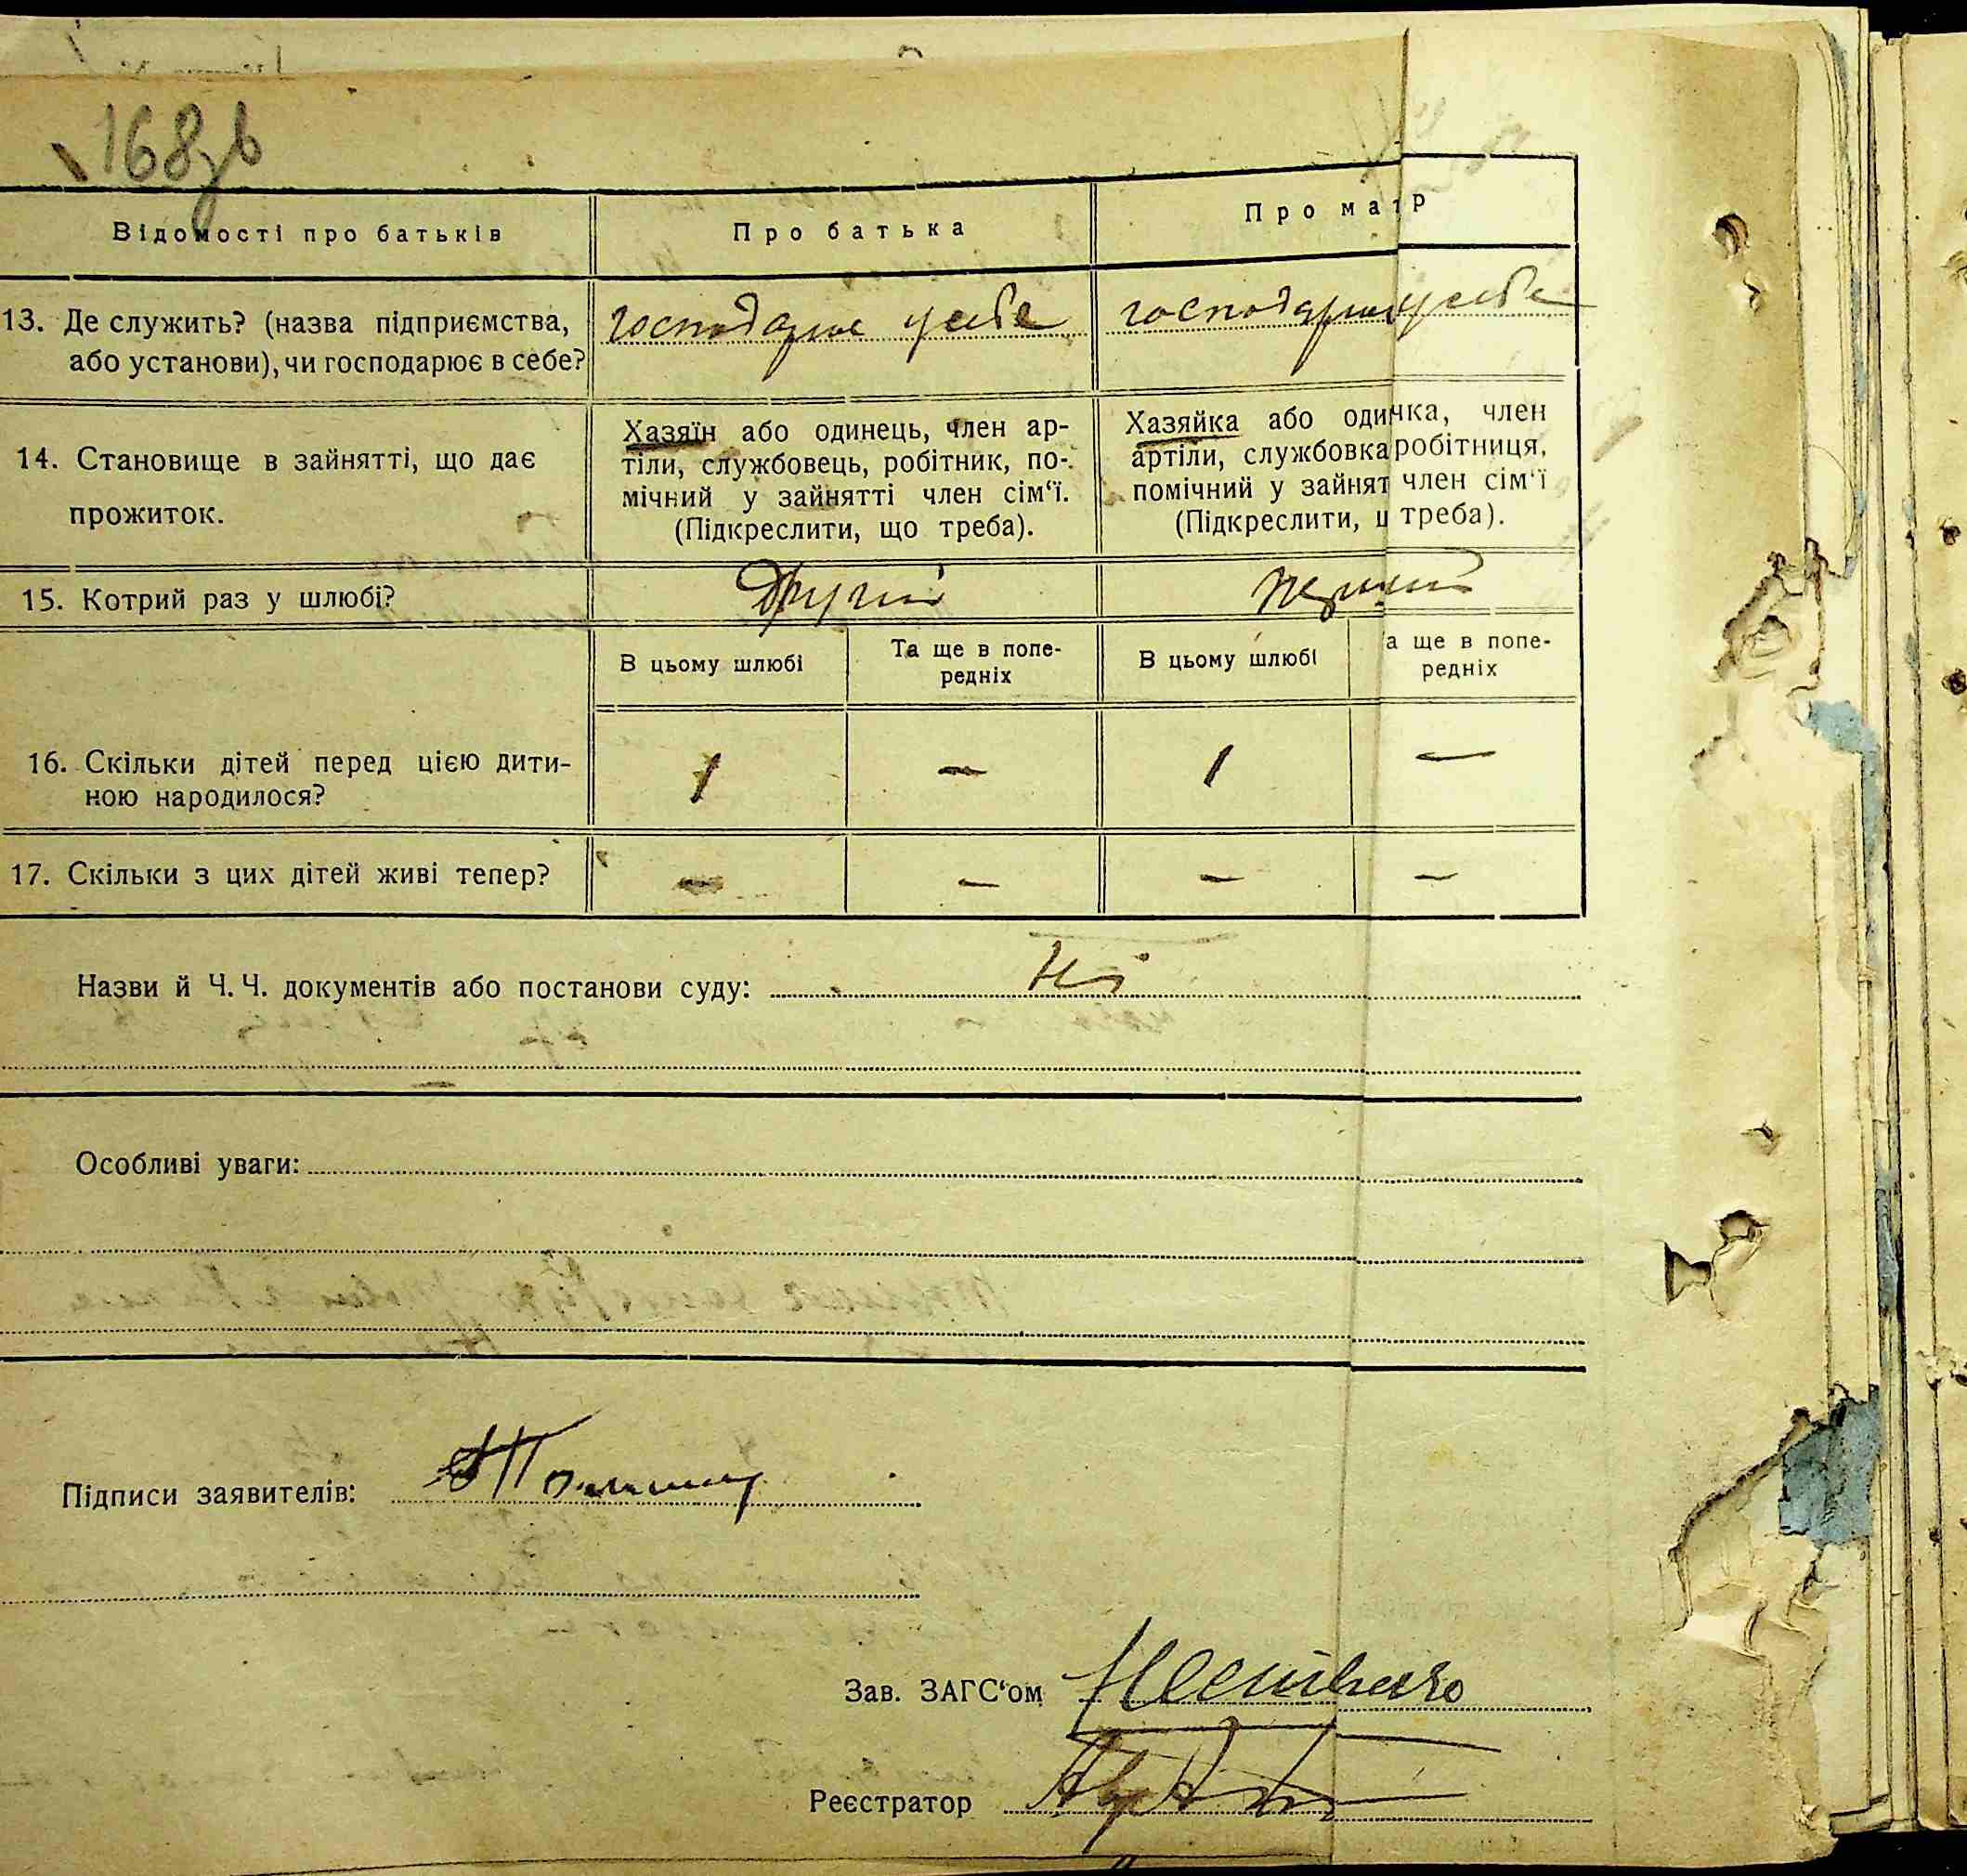 168зв
Відомості про батьків
Про батька
Про матір
13. Де служить? (назва підприємства,
або установи), чи господарює в себе?
господарює у себе
господарює у себе
14. Становище в зайнятті, що дає
прожиток.
Хазяїн або одинець, член ар-
тіли, службовець, робітник, по-
мічний у зайнятті член сім'ї.
(Підкреслити, що треба).
Хазяйка або одичка, член
артіли, службовка робітниця,
помічний у зайнят член сім'ї
(Підкреслити, щ треба).
15. Котрий раз у шлюбі?
Другий
первий
В цьому шлюбі
Та ще в попе-
редніх
В цьому шлюбі
а ще в попе-
редніх
16. Скільки дітей перед цією дити-
ною народилося?
1 — 1 —
17. Скільки з цих дітей живі тепер?
— — — —
Назви й Ч. Ч. документів або постанови суду: Ні
Особливі уваги:
Підписи заявителів:
Зав. ЗАГС'ом
Реєстратор